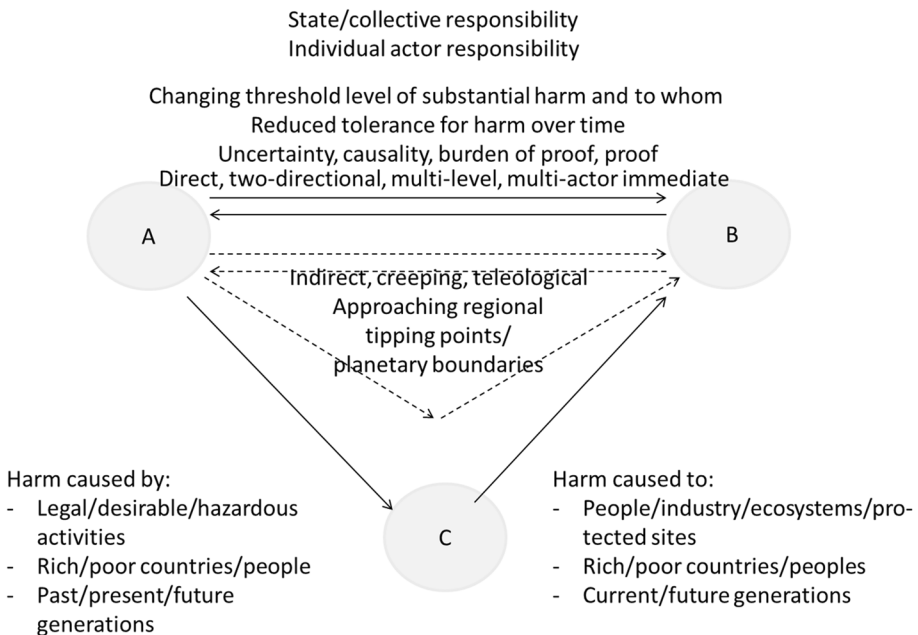 State/collective responsibility
Individual actor responsibility
Changing threshold level of substantial harm and to whom
Reduced tolerance for harm over time
Uncertainty, causality, burden of proof, proof
Direct, two-directional, multi-level, multi-actor immediate
A
B
Indirect, creeping, teleological
Approaching regional
tipping points/
planetary boundaries
C
Harm caused by:
- Legal/desirable/hazardous
activities
- Rich/poor countries/people
- Past/present/future
generations
Harm caused to:
- People/industry/ecosystems/pro-
tected sites
- Rich/poor countries/peoples
- Current/future generations